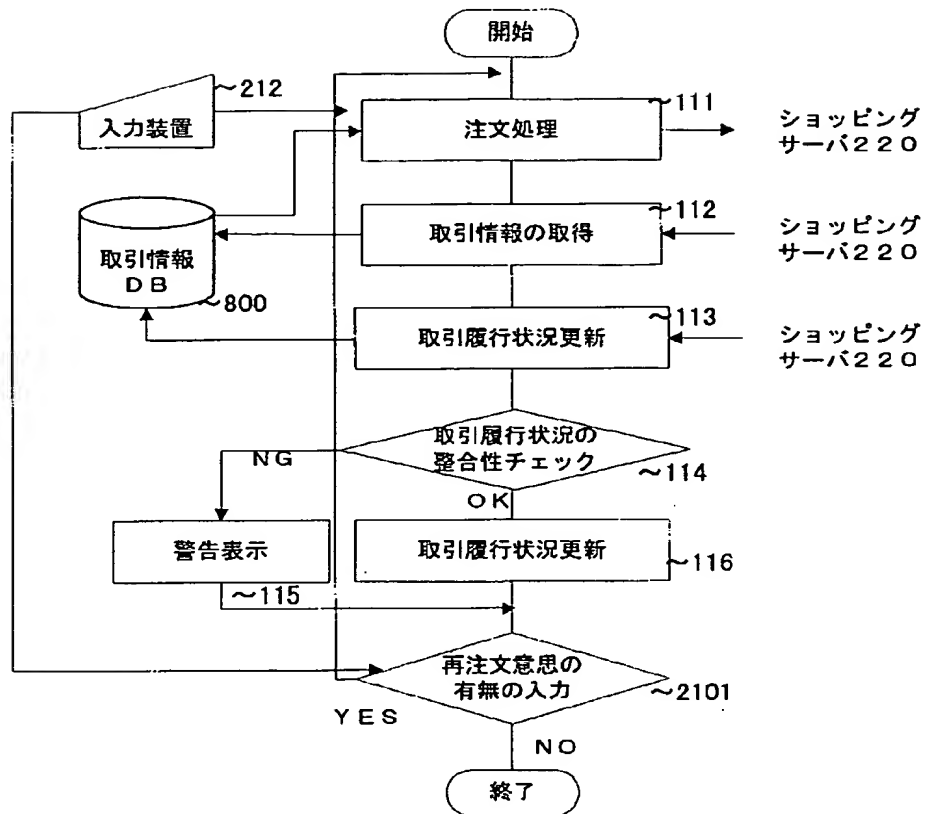 開始
~212
入力装置
~111
注文処理
ショッピング
サーバ220
~112
取引情報の取得
ショッピング
サーバ220
取引情報
DB
~800
~113
取引履行状況更新
ショッピング
サーバ220
取引履行状況の
整合性チェック
~114
NG
OK
警告表示
~115
取引履行状況更新
~116
再注文意思の
有無の入力
~2101
YES
NO
終了